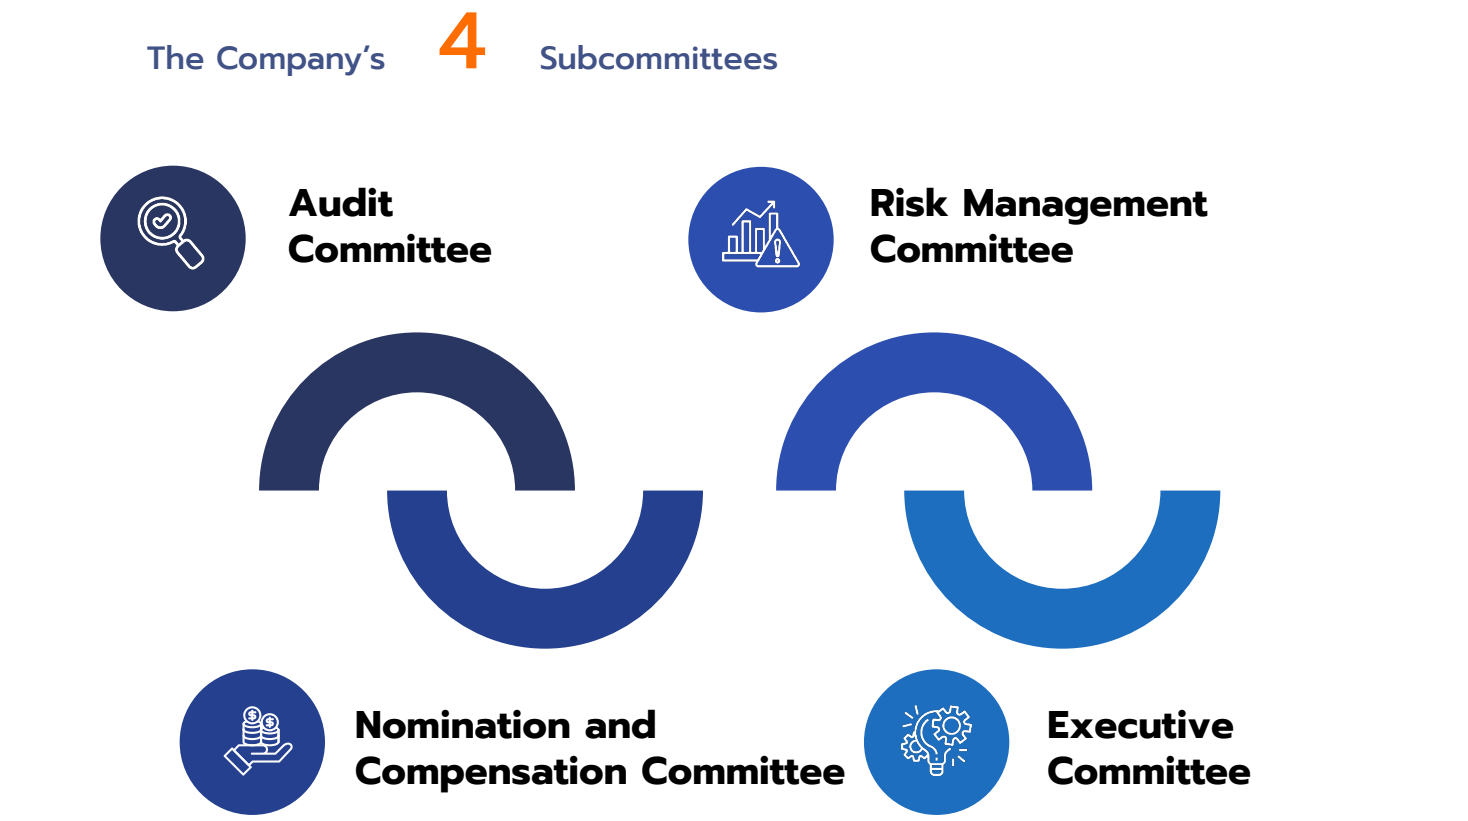 The Company’s 4 Subcommittees
Audit
Committee
Risk Management
Committee
Nomination and
Compensation Committee
Executive
Committee